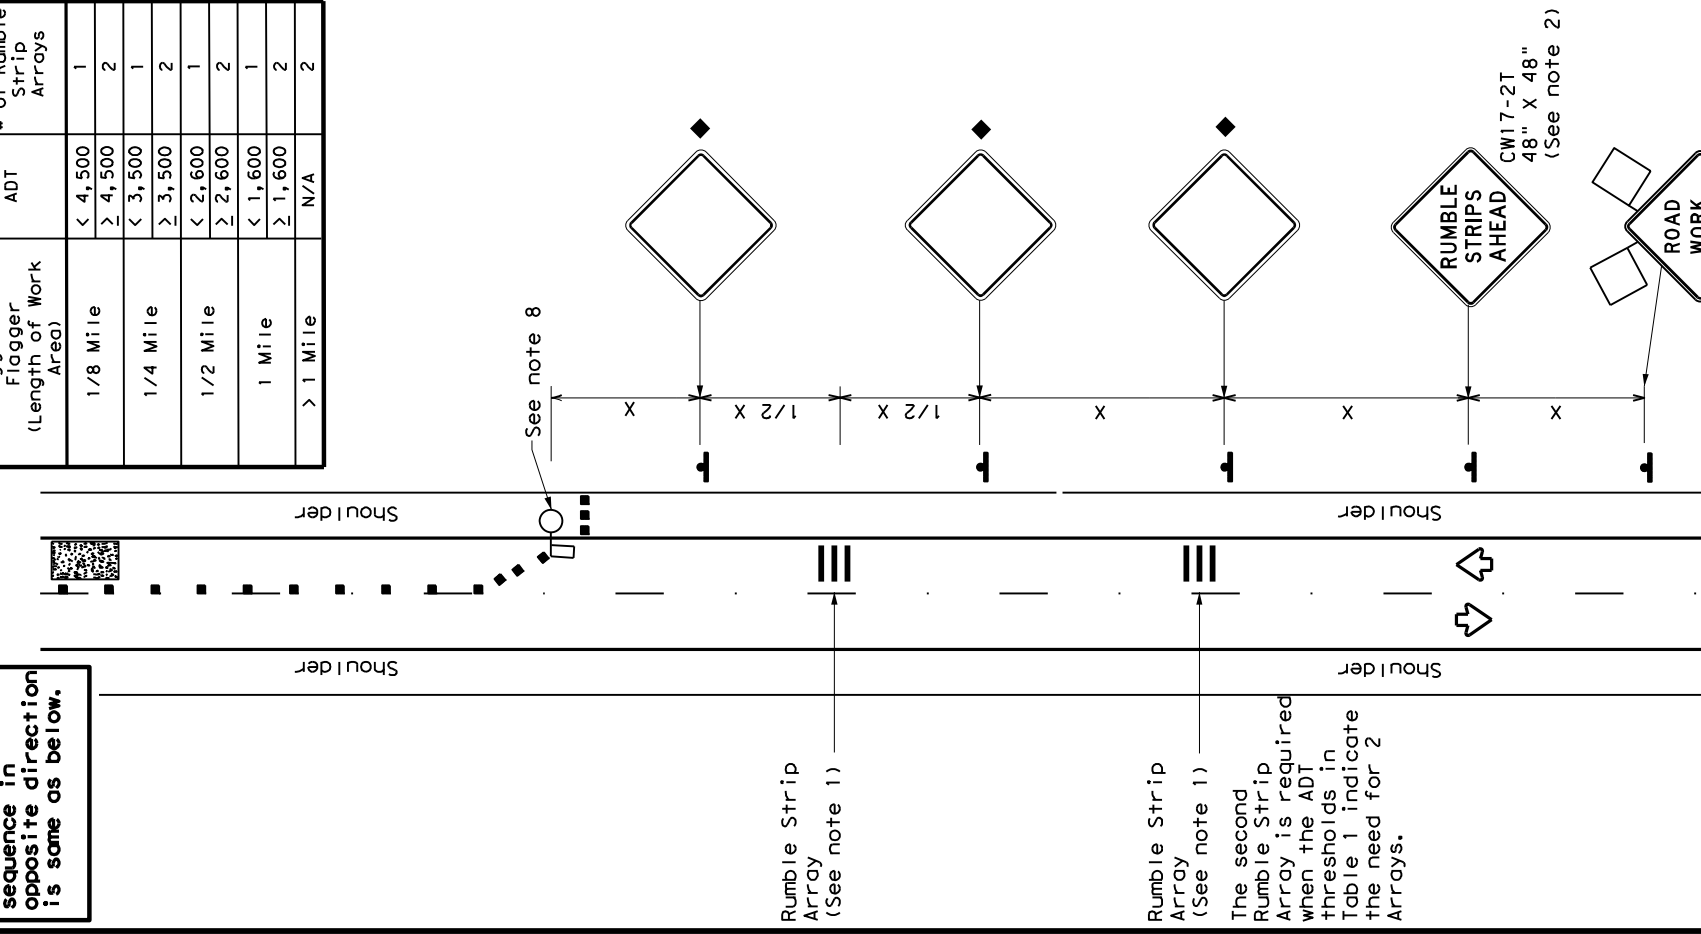 Strip
Arrays
ADT
Flagger
(Length of Work
Area)
1/8 Mile
< 4,500
1
≥ 4,500
2
1/4 Mile
< 3,500
1
≥ 3,500
2
1/2 Mile
< 2,600
1
≥ 2,600
2
1 Mile
< 1,600
1
≥ 1,600
2
> 1 Mile
N/A
2
See note 8
X
1/2 X
1/2 X
X
X
X
RUMBLE
STRIPS
AHEAD
CW17-2T
48" X 48"
(See note 2)
ROAD
WORK
Shoulder
Shoulder
Shoulder
Shoulder
sequence in
opposite direction
is same as below.
Rumble Strip
Array
(See note 1)
Rumble Strip
Array
(See note 1)
The second
Rumble Strip
Array is required
when the ADT
thresholds in
Table 1 indicate
the need for 2
Arrays.